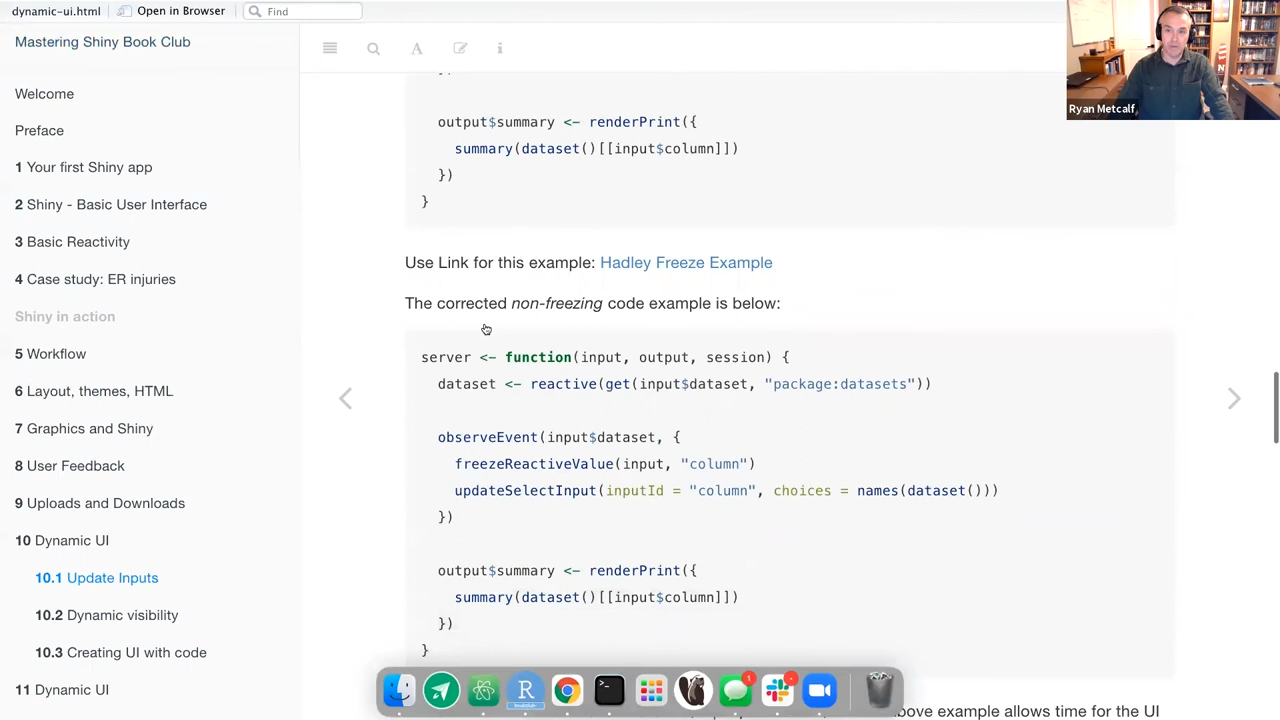 dynamic-ui.html
Open in Browser
Find
Mastering Shiny Book Club
Welcome
Preface
1 Your first Shiny app
2 Shiny - Basic User Interface
3 Basic Reactivity
4 Case study: ER injuries
Shiny in action
5 Workflow
6 Layout, themes, HTML
7 Graphics and Shiny
8 User Feedback
9 Uploads and Downloads
10 Dynamic UI
10.1 Update Inputs
10.2 Dynamic visibility
10.3 Creating UI with code
11 Dynamic UI
A
output$summary <- renderPrint({
summary(dataset()[[input$column]])
})
}
Use Link for this example: Hadley Freeze Example
The corrected non-freezing code example is below:
server <- function(input, output, session) {
dataset <- reactive(get(input$dataset, "package:datasets"))
observeEvent(input$dataset, {
freezeReactiveValue(input, "column")
updateSelectInput(inputId = "column", choices = names(dataset()))
})
output$summary <- renderPrint({
summary(dataset()[[input$column]])
})
}
above example allows time for the UI
Ryan Metcalf
R
1